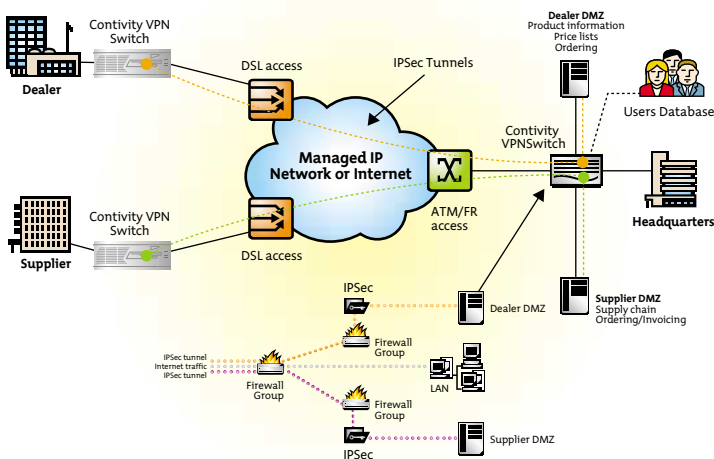 Contivity VPN
Switch
Dealer
DSL access
IPSec Tunnels
Dealer DMZ
Product information
Price lists
Ordering
Users Database
Managed IP
Network or Internet
Contivity
VPNSwitch
ATM/FR
access
Headquarters
Contivity VPN
Switch
Supplier
DSL access
Supplier DMZ
Supply chain
Ordering/Invoicing
IPSec
Dealer DMZ
Firewall
Group
IPSec tunnel
Internet traffic
IPSec tunnel
Firewall
Group
LAN
Firewall
Group
IPSec
Supplier DMZ